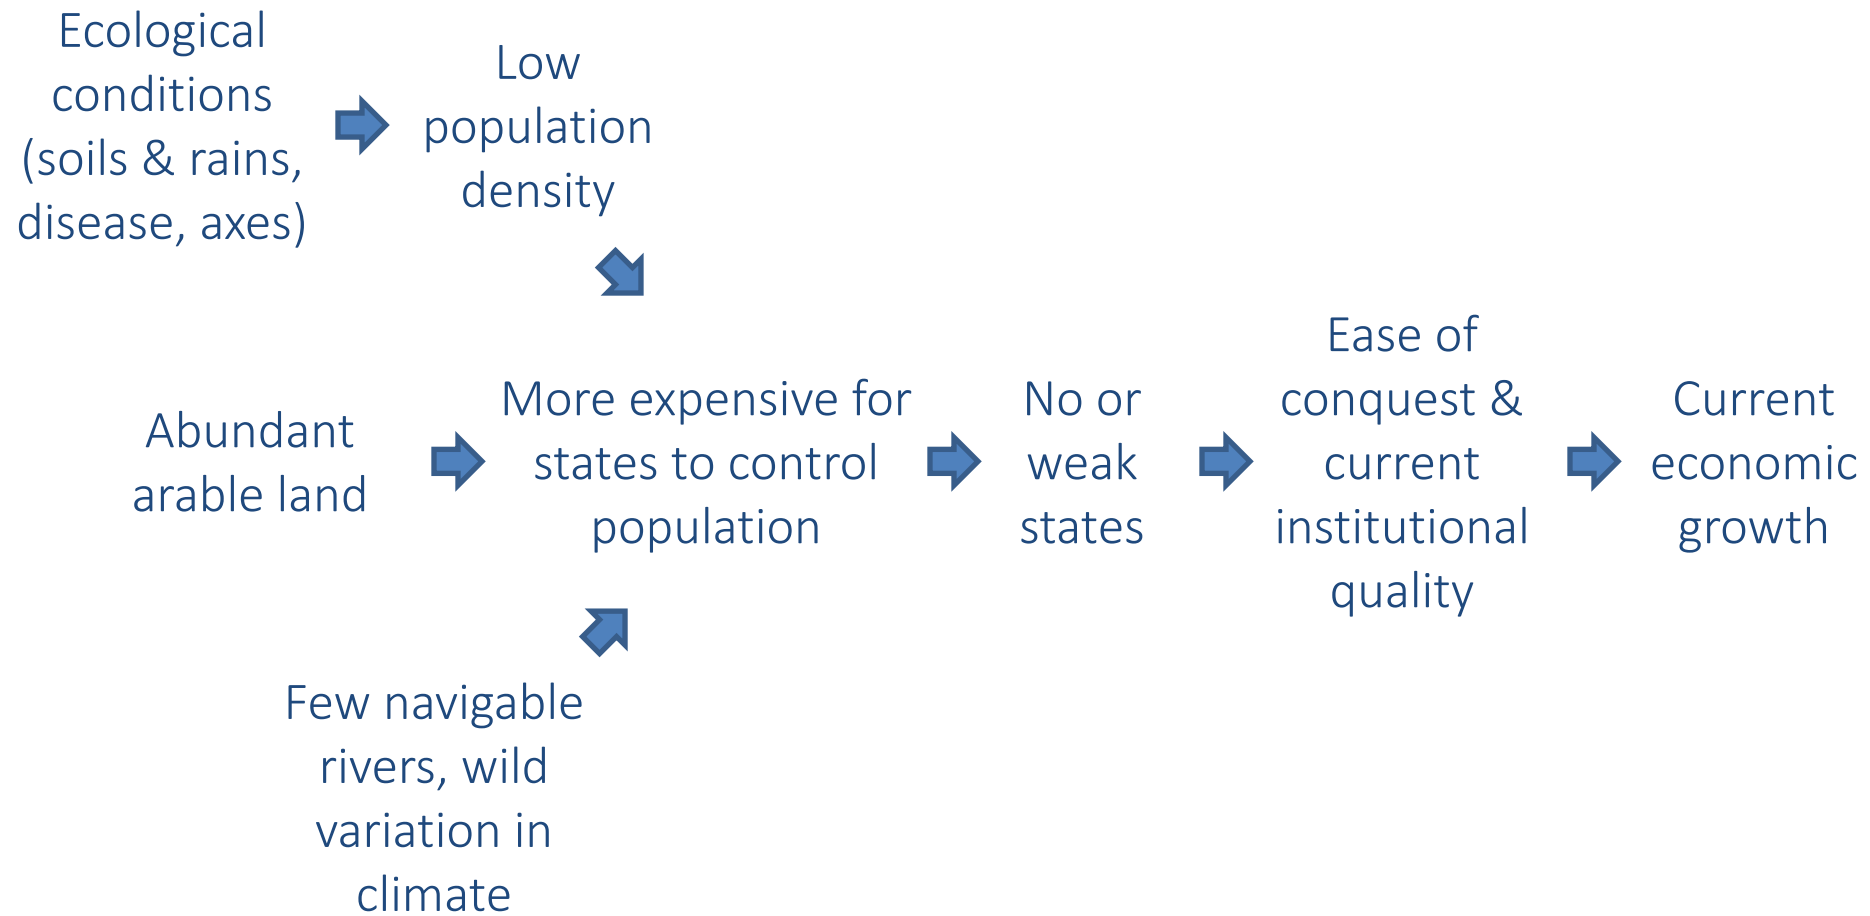 Ecological
conditions
(soils & rains,
disease, axes)
Low
population
density
Abundant
arable land
More expensive for
states to control
population
No or
weak
states
Ease of
conquest &
current
institutional
quality
Current
economic
growth
Few navigable
rivers, wild
variation in
climate